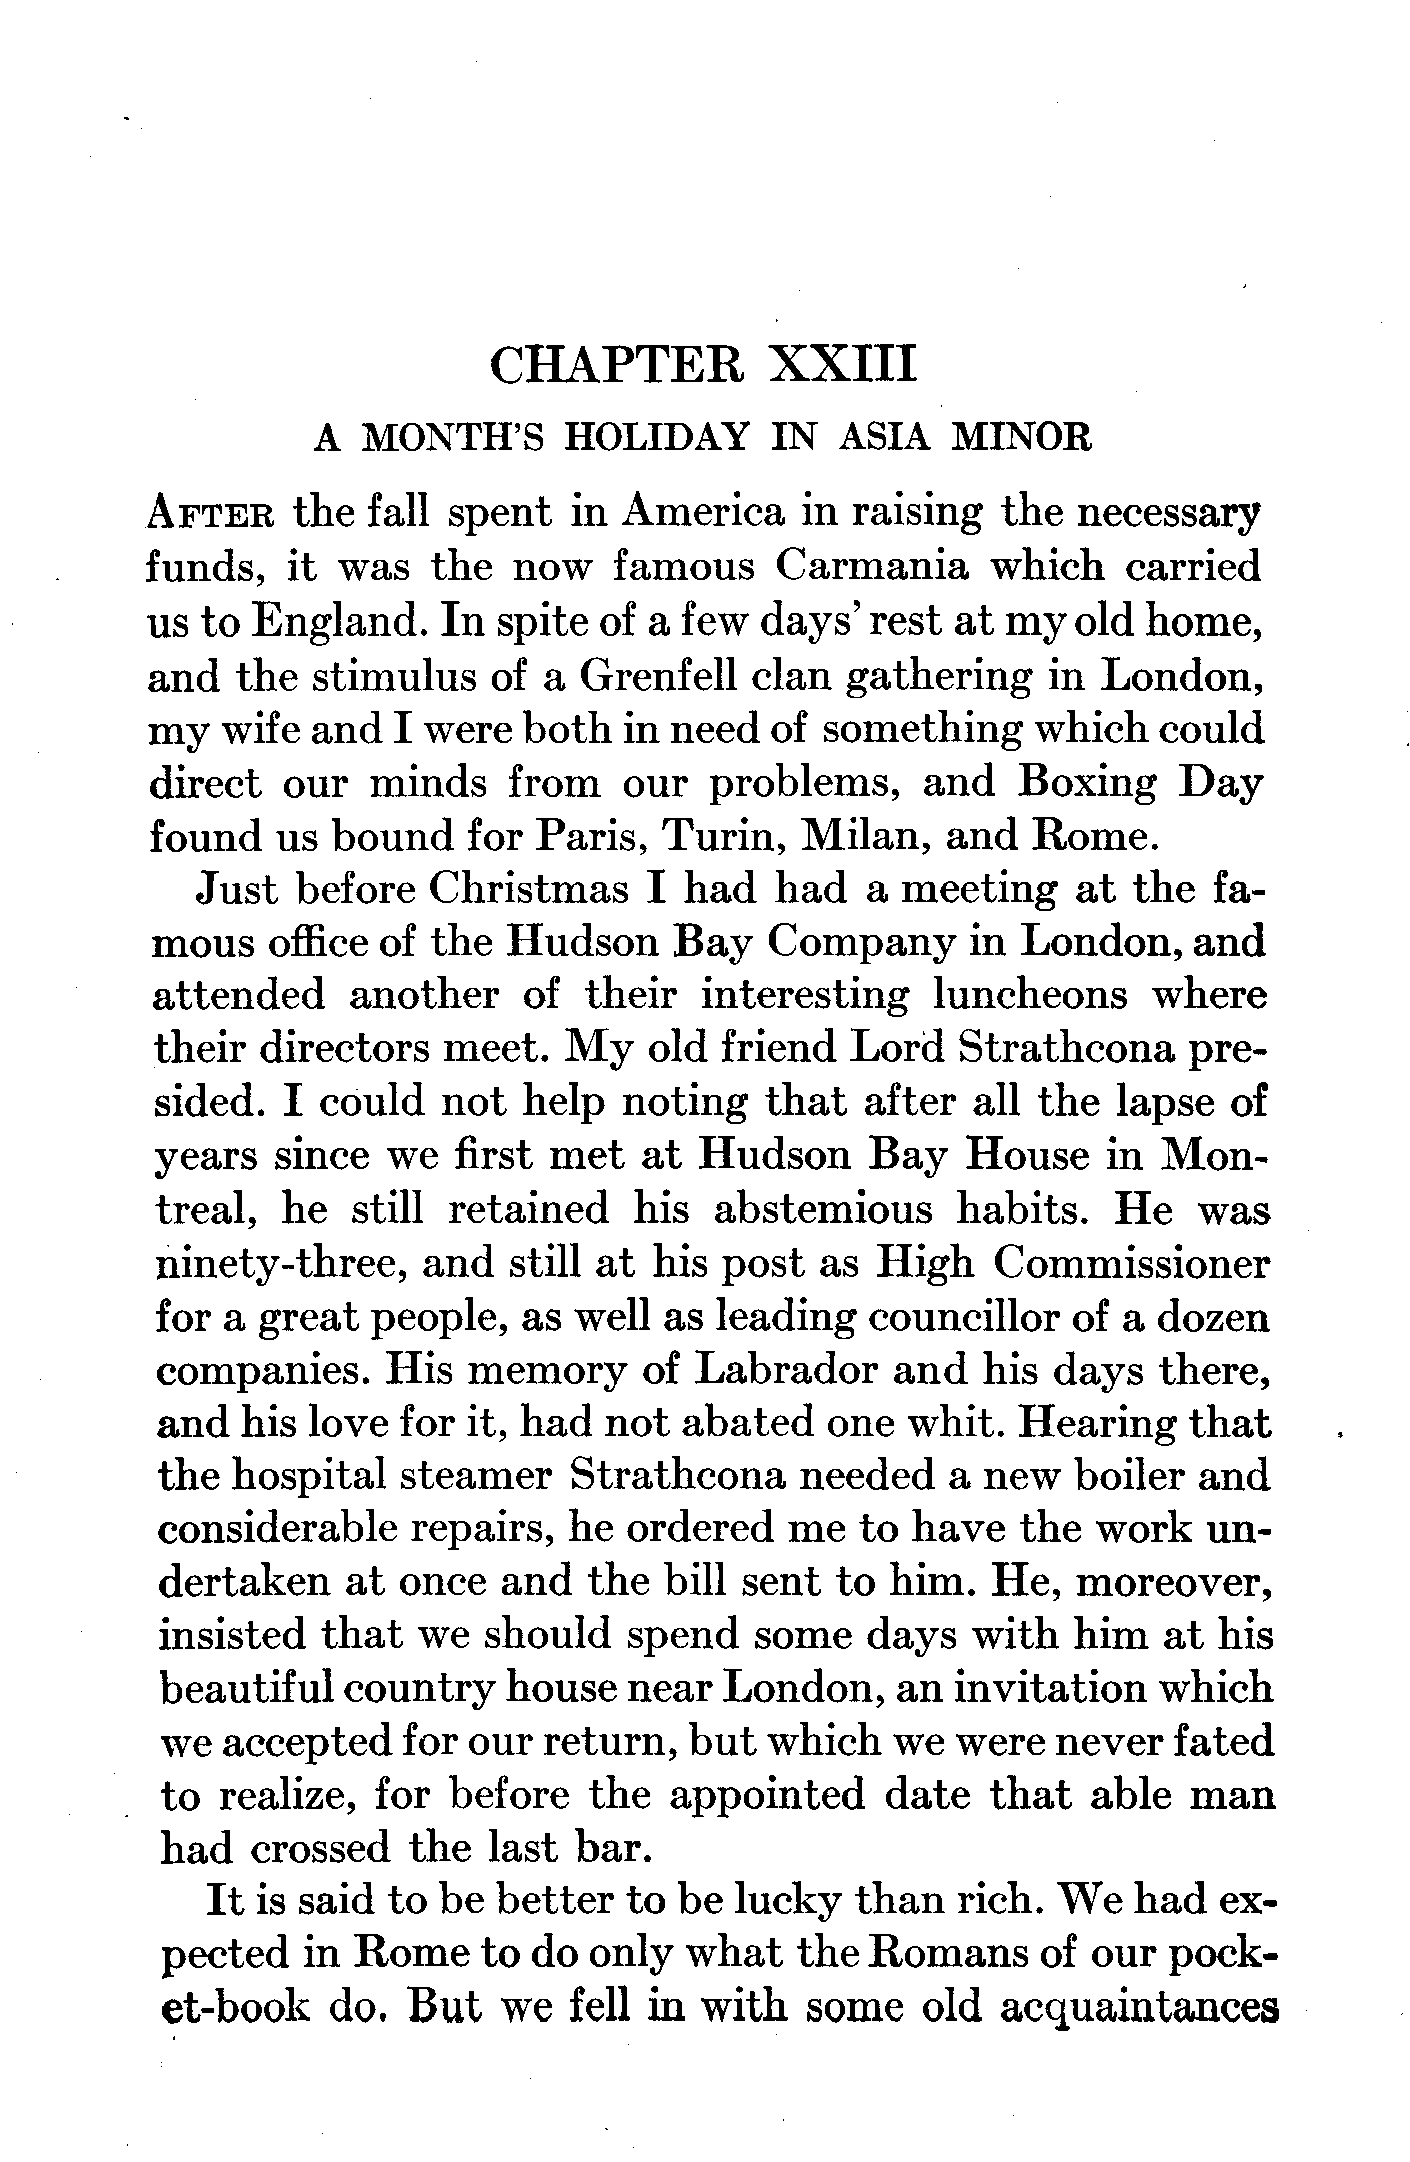 CHAPTER XXIII
A MONTH'S HOLIDAY IN ASIA MINOR
AFTER the fall spent in America in raising the necessary
funds, it was the now famous Carmania which carried
us to England. In spite of a few days' rest at my old home,
and the stimulus of a Grenfell clan gathering in London,
my wife and I were both in need of something which could
direct our minds from our problems, and Boxing Day
found us bound for Paris, Turin, Milan, and Rome.
Just before Christmas I had had a meeting at the fa-
mous office of the Hudson Bay Company in London, and
attended another of their interesting luncheons where
their directors meet. My old friend Lord Strathcona pre-
sided. I could not help noting that after all the lapse of
years since we first met at Hudson Bay House in Mon-
treal, he still retained his abstemious habits. He was
ninety-three, and still at his post as High Commissioner
for a great people, as well as leading councillor of a dozen
companies. His memory of Labrador and his days there,
and his love for it, had not abated one whit. Hearing that
the hospital steamer Strathcona needed a new boiler and
considerable repairs, he ordered me to have the work un-
dertaken at once and the bill sent to him. He, moreover,
insisted that we should spend some days with him at his
beautiful country house near London, an invitation which
we accepted for our return, but which we were never fated
to realize, for before the appointed date that able man
had crossed the last bar.
It is said to be better to be lucky than rich. We had ex-
pected in Rome to do only what the Romans of our pock-
et-book do. But we fell in with some old acquaintances